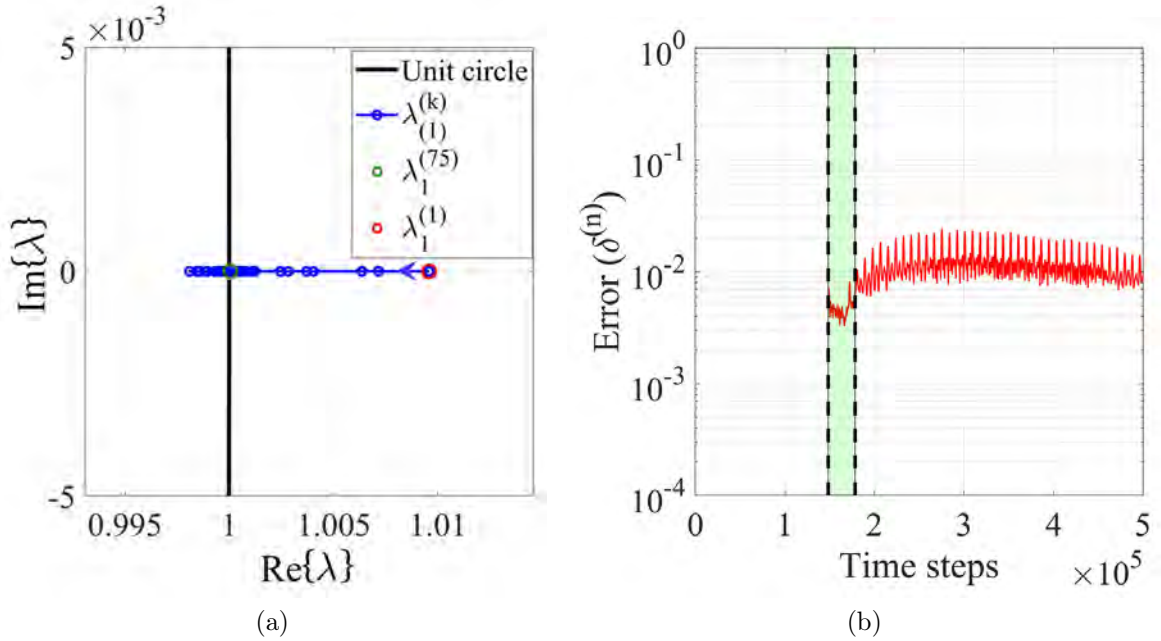 ×10⁻³
5
0
-5
Im{λ}
0.995
1
1.005
1.01
Re{λ}
Unit circle
λ₍₁₎⁽ᵏ⁾
λ₁⁽⁷⁵⁾
λ₁⁽¹⁾
(a)
10⁰
10⁻¹
10⁻²
10⁻³
10⁻⁴
Error (δ⁽ⁿ⁾)
0
1
2
3
4
5
Time steps
×10⁵
(b)